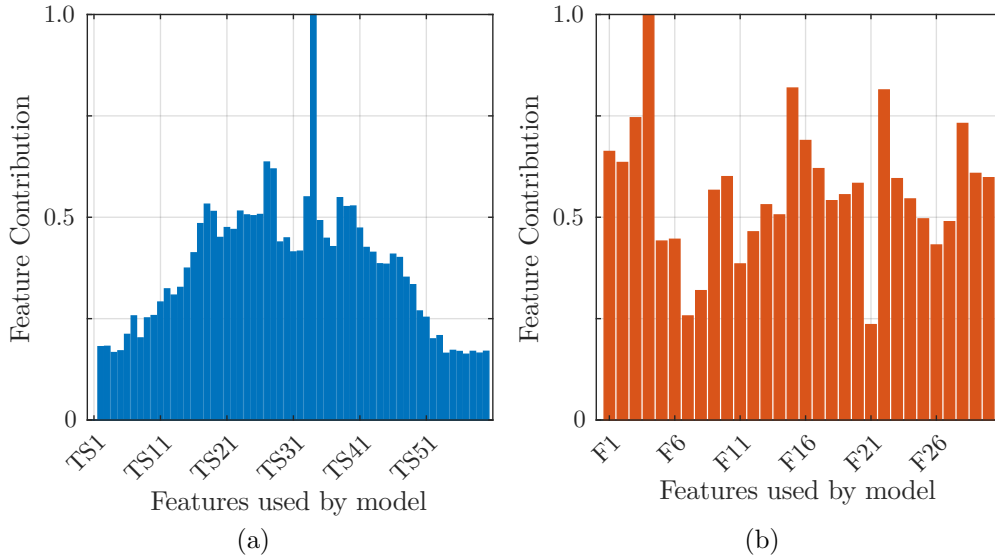 1.0
0.5
0
Feature Contribution
TS1
TS11
TS21
TS31
TS41
TS51
Features used by model
(a)
1.0
0.5
0
Feature Contribution
F1
F6
F11
F16
F21
F26
Features used by model
(b)